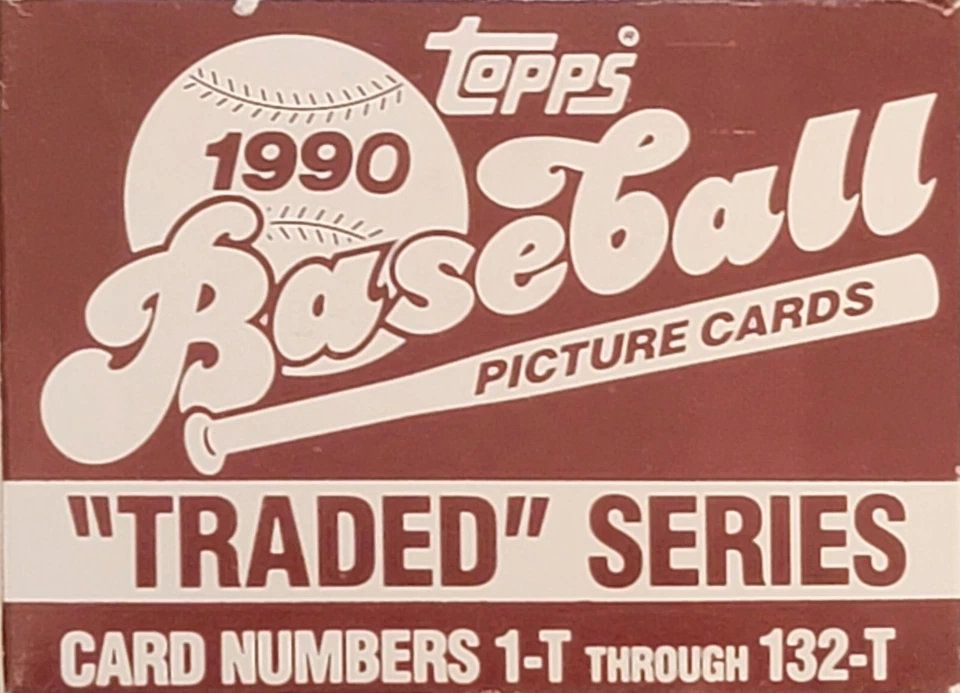 topps®
1990
Baseball
PICTURE CARDS
"TRADED" SERIES
CARD NUMBERS 1-T THROUGH 132-T